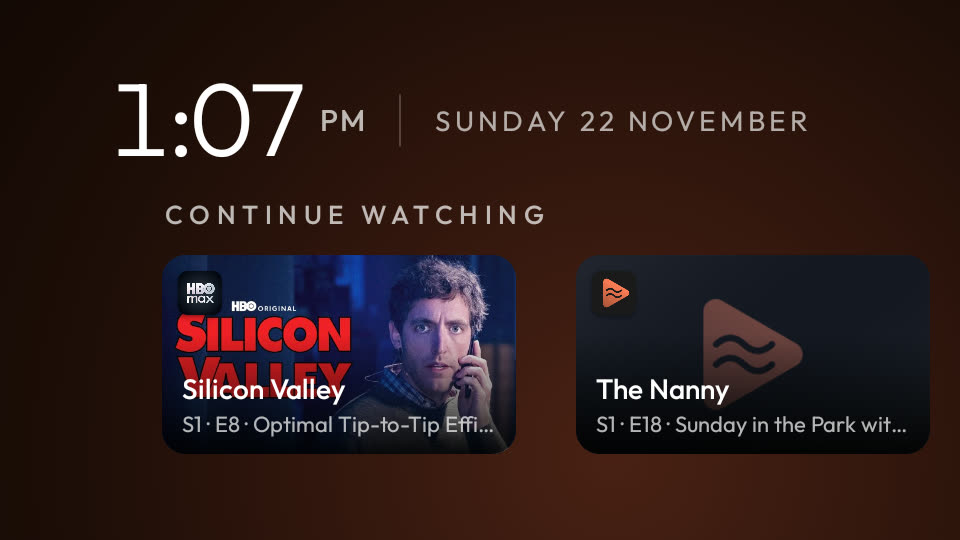 1:07 PM
SUNDAY 22 NOVEMBER
CONTINUE WATCHING
HBO
max
HBO ORIGINAL
SILICON
VALLEY
Silicon Valley
S1 · E8 · Optimal Tip-to-Tip Effi...
The Nanny
S1 · E18 · Sunday in the Park wit...